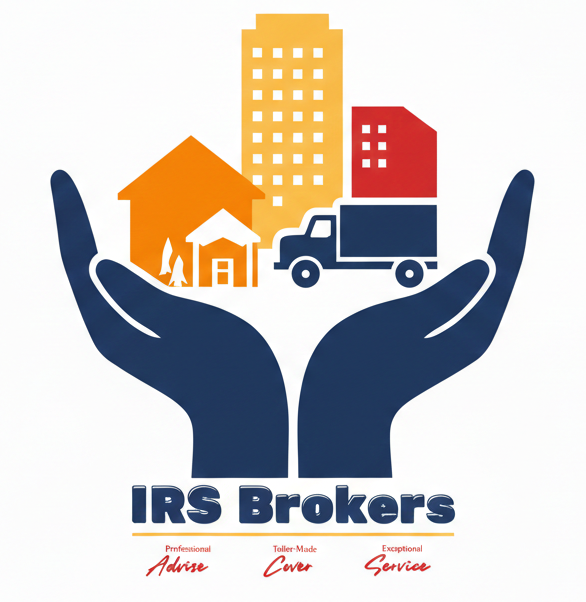 IRS Brokers
Professional Toller-Made Exceptional
Advise Cover Service